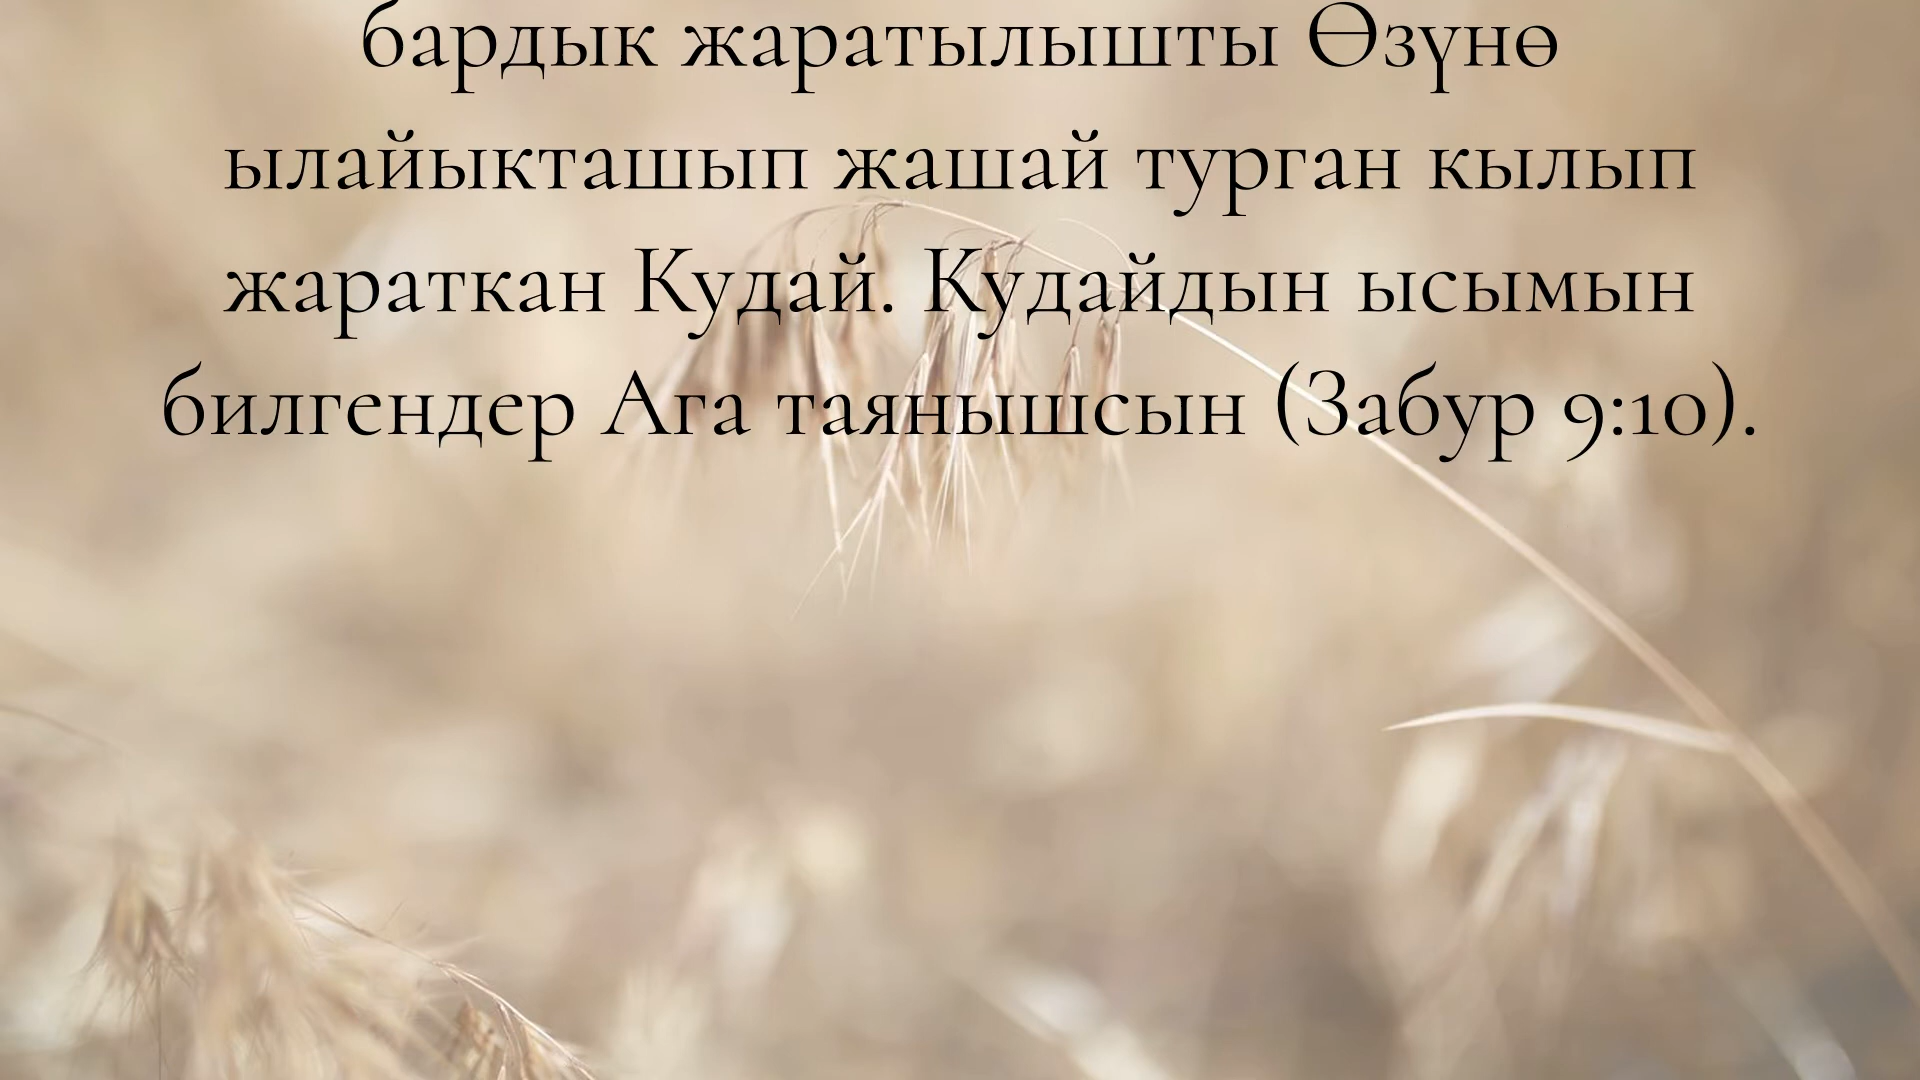 бардык жаратылышты Өзүнө
ылайыкташып жашай турган кылып
жараткан Кудай. Кудайдын ысымын
билгендер Ага таянышсын (Забур 9:10).